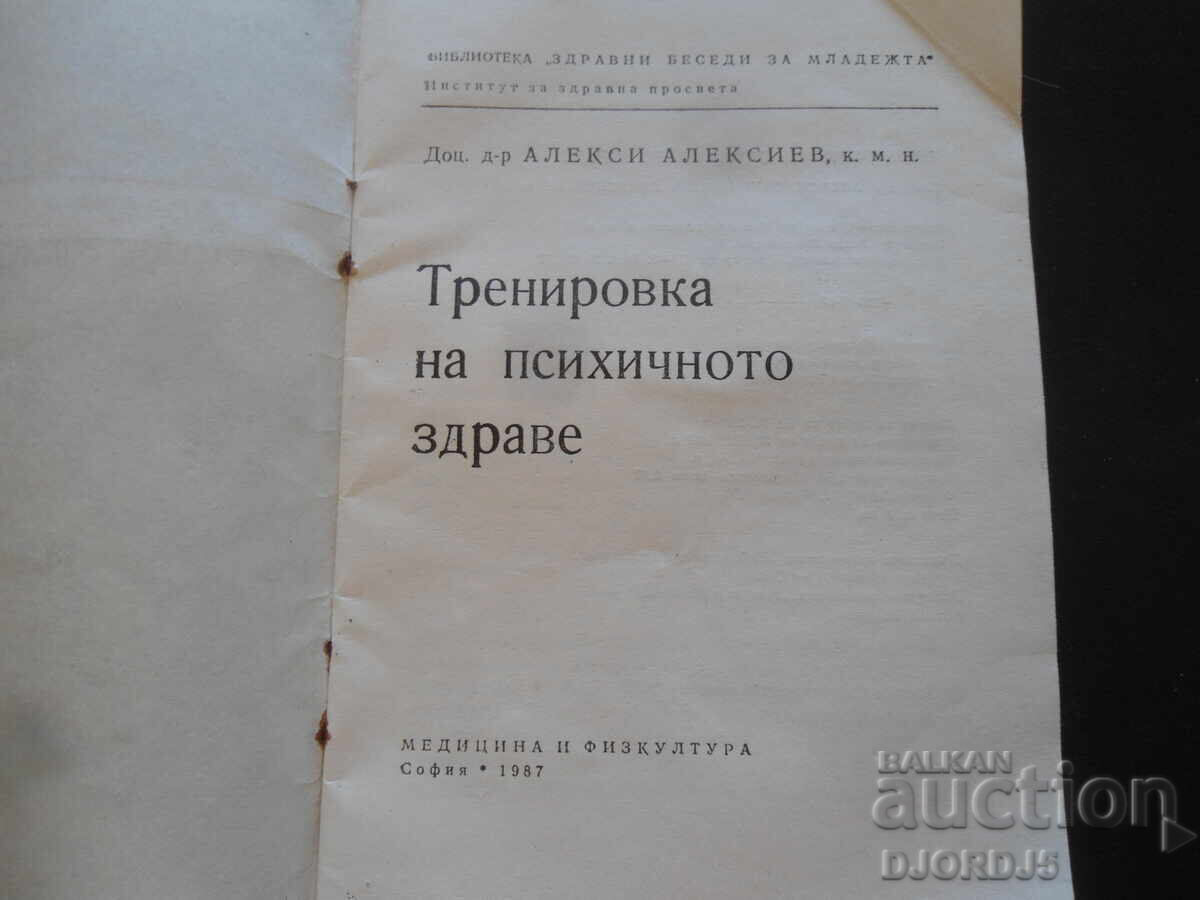 БИБЛИОТЕКА „ЗДРАВНИ БЕСЕДИ ЗА МЛАДЕЖТА“
Институт за здравна просвета
Доц. д-р АЛЕКСИ АЛЕКСИЕВ, к. м. н.
Тренировка
на психичното
здраве
МЕДИЦИНА И ФИЗКУЛТУРА
София * 1987
BALKAN
auction
DJORDJ5